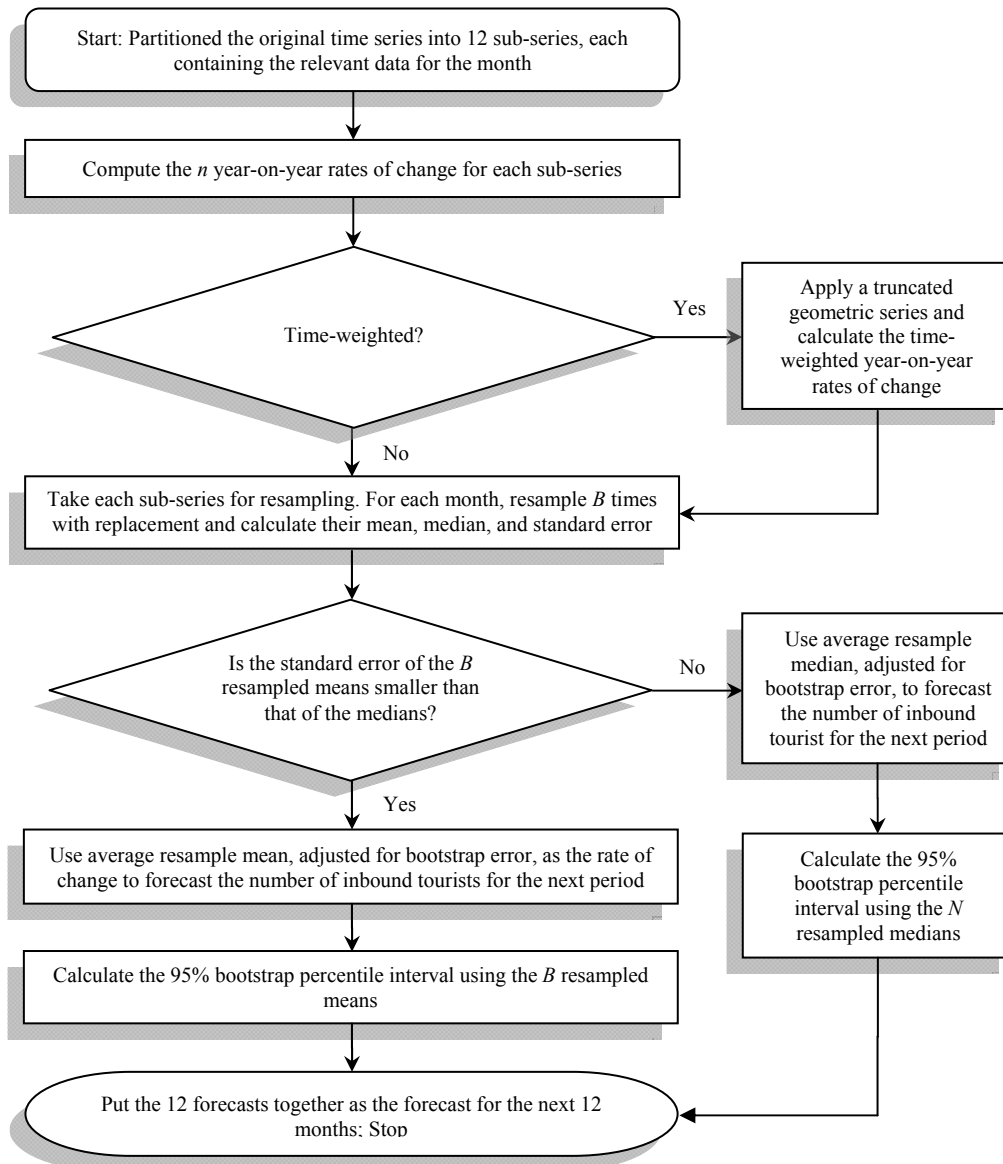 Start: Partitioned the original time series into 12 sub-series, each
containing the relevant data for the month
Compute the n year-on-year rates of change for each sub-series
Time-weighted?
Yes
Apply a truncated
geometric series and
calculate the time-
weighted year-on-year
rates of change
No
Take each sub-series for resampling. For each month, resample B times
with replacement and calculate their mean, median, and standard error
Is the standard error of the B
resampled means smaller than
that of the medians?
No
Use average resample
median, adjusted for
bootstrap error, to forecast
the number of inbound
tourist for the next period
Yes
Use average resample mean, adjusted for bootstrap error, as the rate of
change to forecast the number of inbound tourists for the next period
Calculate the 95%
bootstrap percentile
interval using the N
resampled medians
Calculate the 95% bootstrap percentile interval using the B resampled
means
Put the 12 forecasts together as the forecast for the next 12
months; Stop